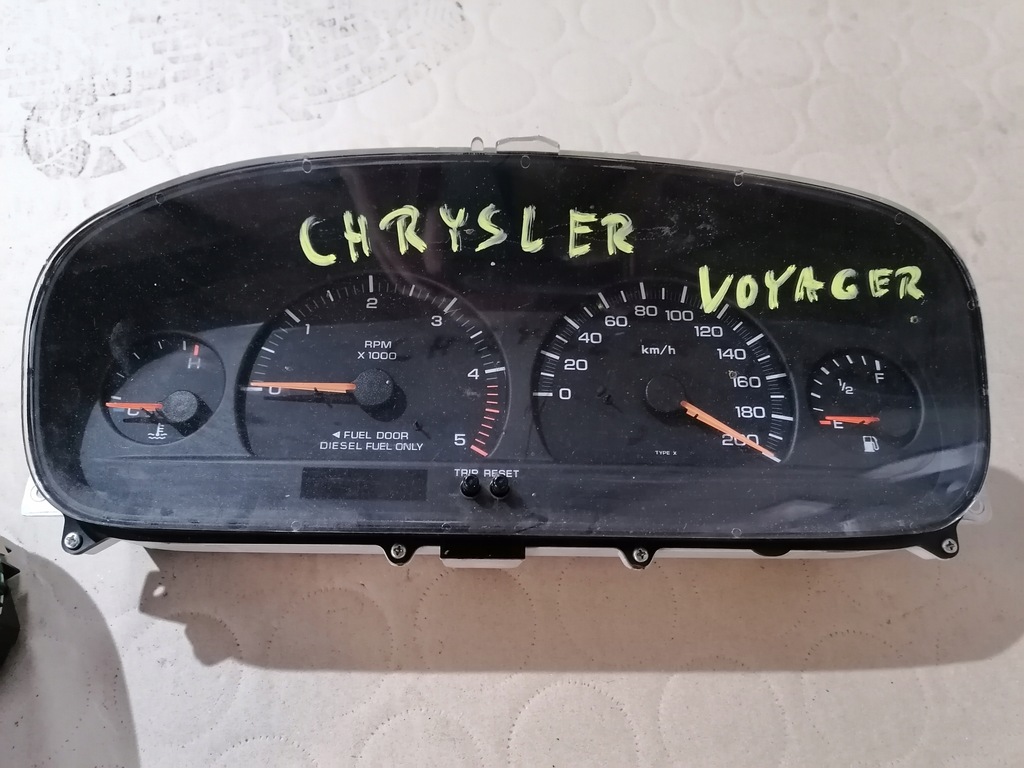 CHRYSLER
VOYAGER
H
C
0
1
2
3
4
5
RPM
X 1000
◄ FUEL DOOR
DIESEL FUEL ONLY
0
20
40
60
80
100
120
140
160
180
200
km/h
TYPE X
F
1/2
E
TRIP RESET